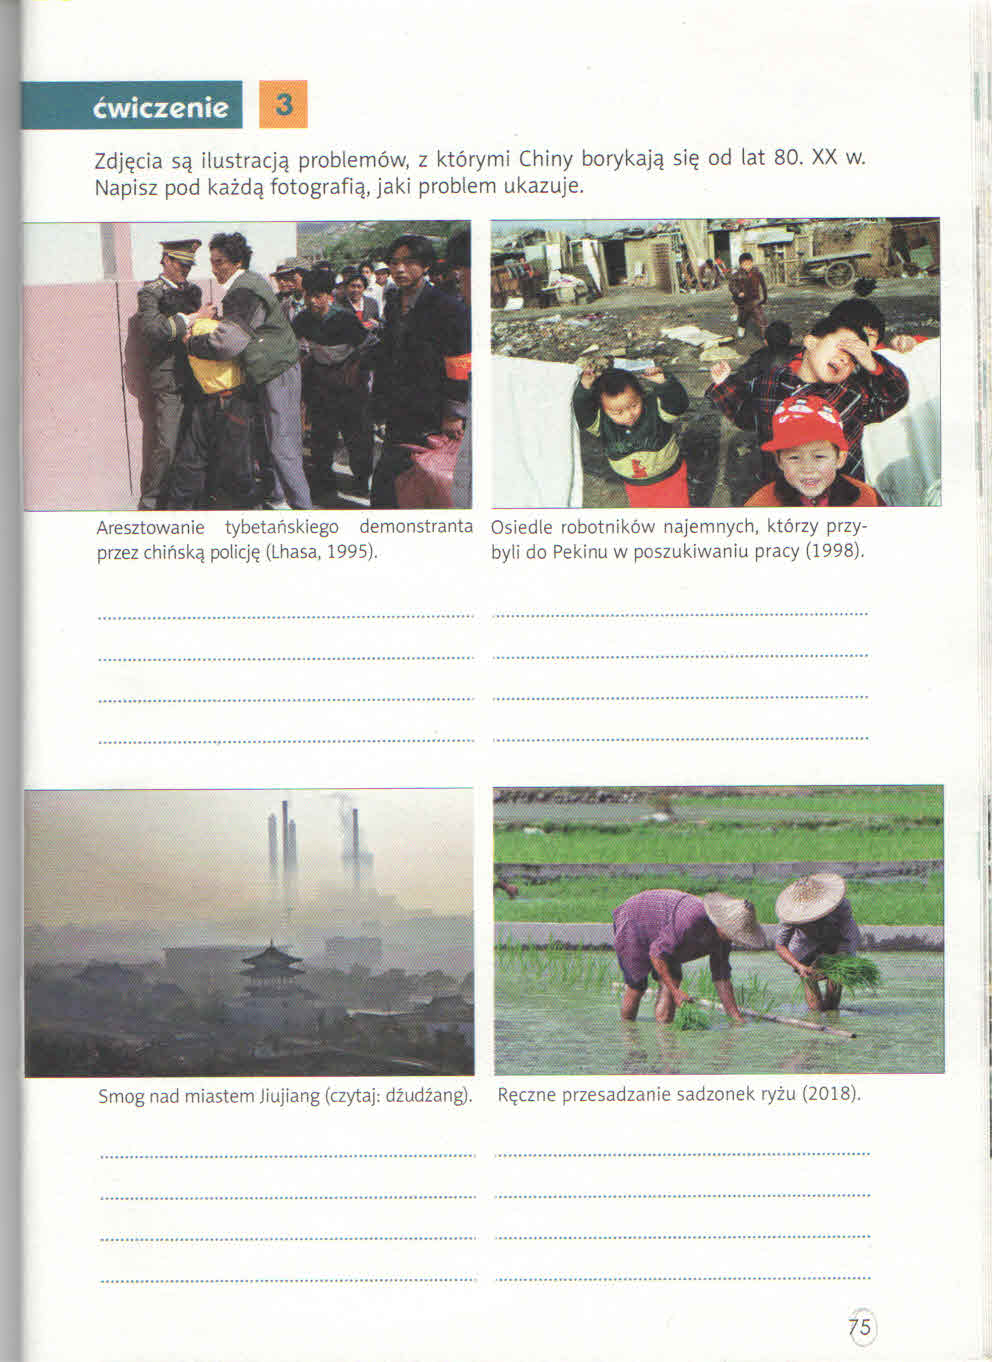 ćwiczenie 3
Zdjęcia są ilustracją problemów, z którymi Chiny borykają się od lat 80. XX w.
Napisz pod każdą fotografią, jaki problem ukazuje.
Aresztowanie tybetańskiego demonstranta
przez chińską policję (Lhasa, 1995).
Osiedle robotników najemnych, którzy przy-
byli do Pekinu w poszukiwaniu pracy (1998).
Smog nad miastem Jiujiang (czytaj: dźudźang).
Ręczne przesadzanie sadzonek ryżu (2018).
75